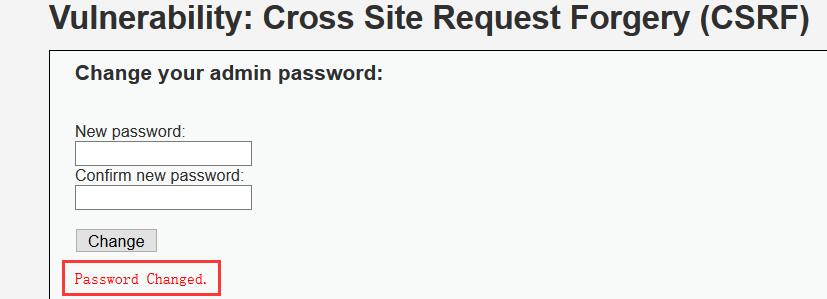 Vulnerability: Cross Site Request Forgery (CSRF)
Change your admin password:
New password:
Confirm new password:
Change
Password Changed.